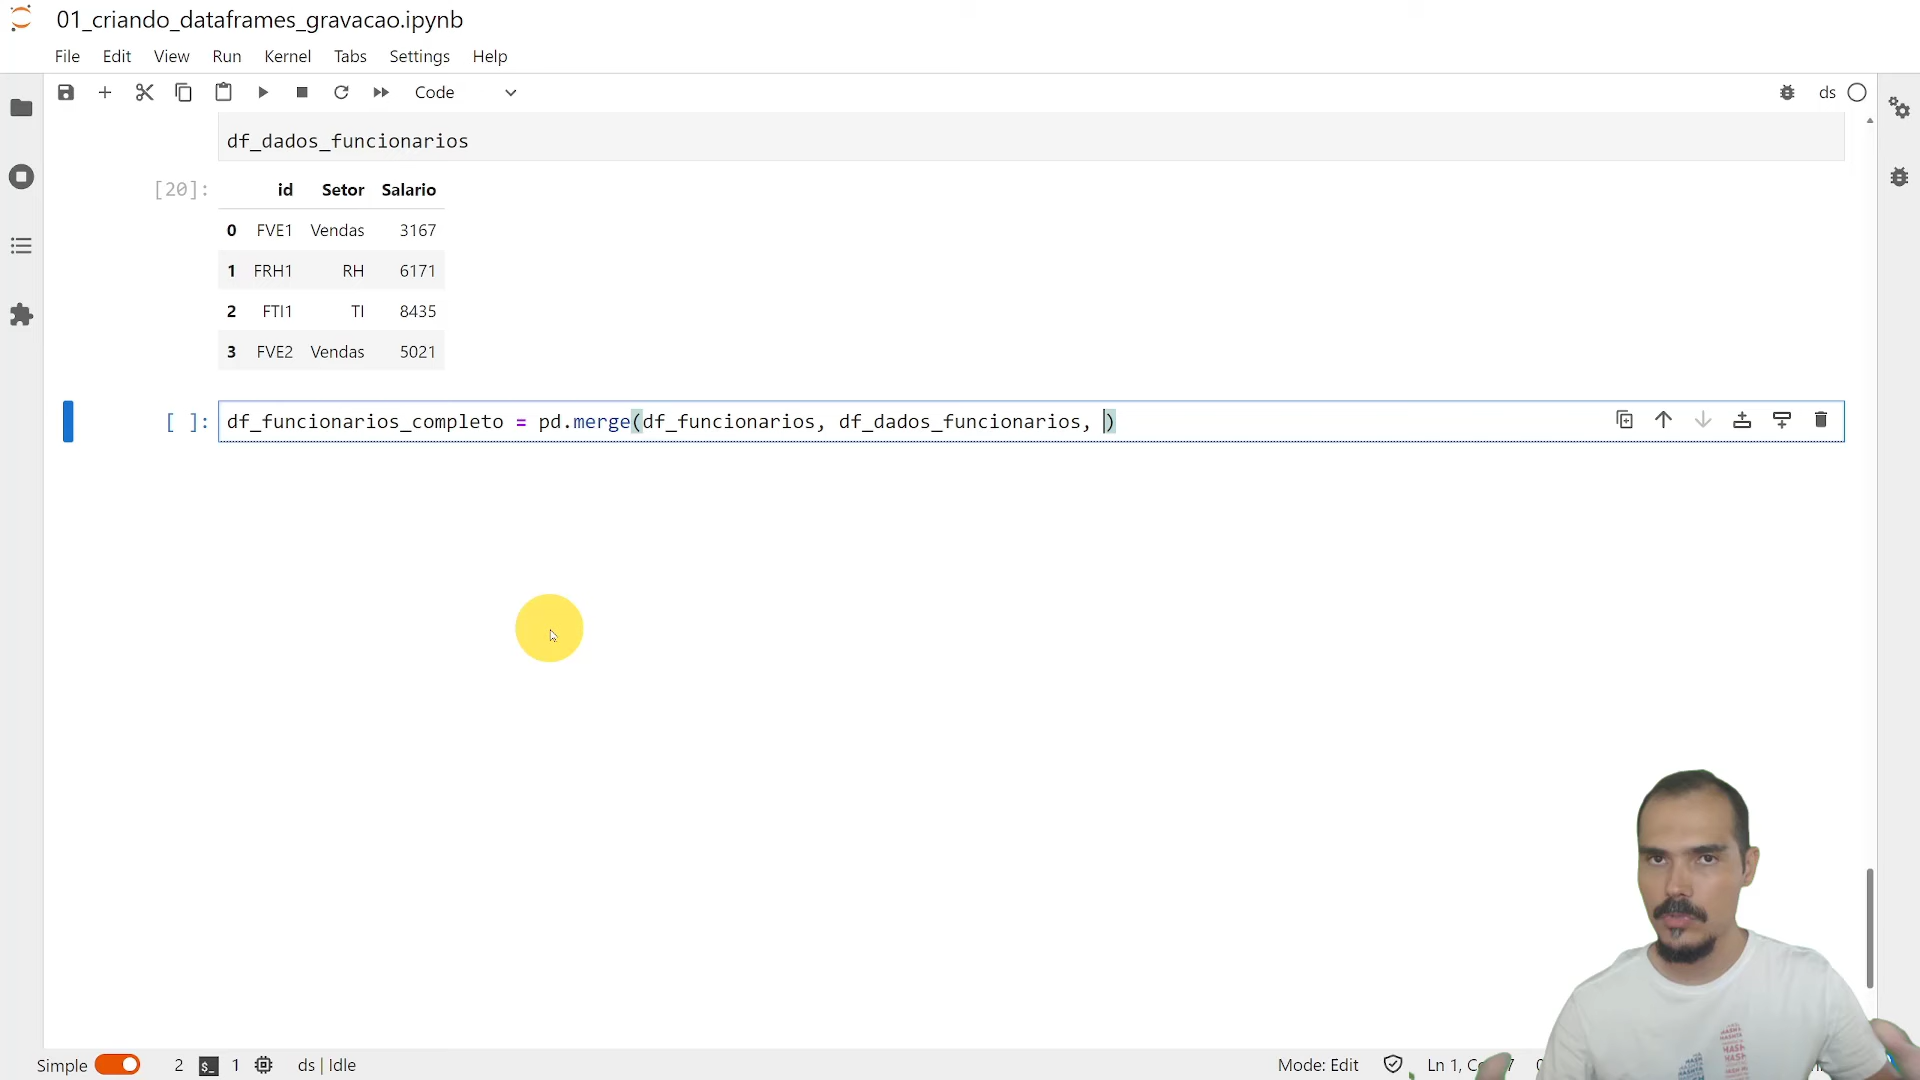 01_criando_dataframes_gravacao.ipynb
File Edit View Run Kernel Tabs Settings Help
Code
ds
df_dados_funcionarios
[20]:
id Setor Salario
0 FVE1 Vendas 3167
1 FRH1 RH 6171
2 FTI1 TI 8435
3 FVE2 Vendas 5021
[ ]: df_funcionarios_completo = pd.merge(df_funcionarios, df_dados_funcionarios, )
Simple 2 1 ds | Idle Mode: Edit Ln 1,